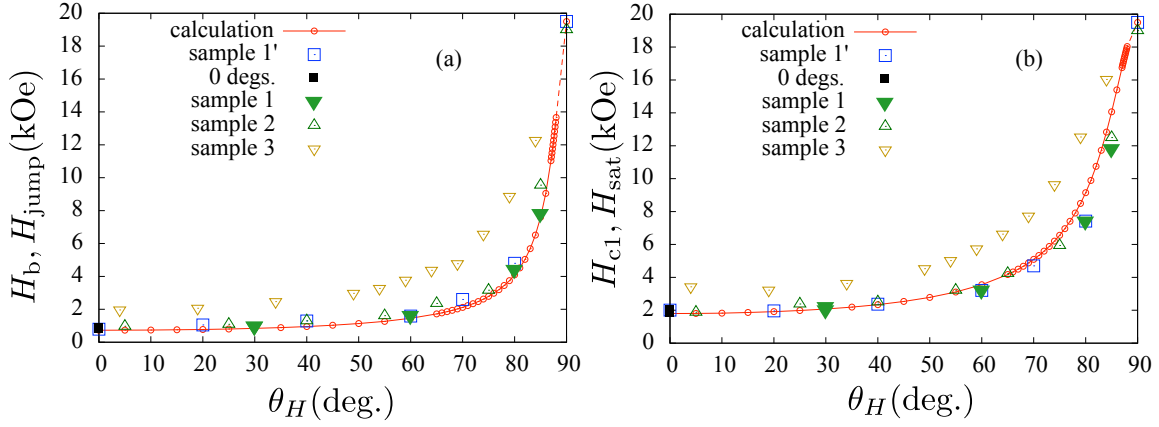 calculation
sample 1'
0 degs.
sample 1
sample 2
sample 3
(a)
20
18
16
14
12
10
8
6
4
2
0
0 10 20 30 40 50 60 70 80 90
H_b, H_jump(kOe)
θ_H(deg.)
calculation
sample 1'
0 degs.
sample 1
sample 2
sample 3
(b)
20
18
16
14
12
10
8
6
4
2
0
0 10 20 30 40 50 60 70 80 90
H_c1, H_sat(kOe)
θ_H(deg.)